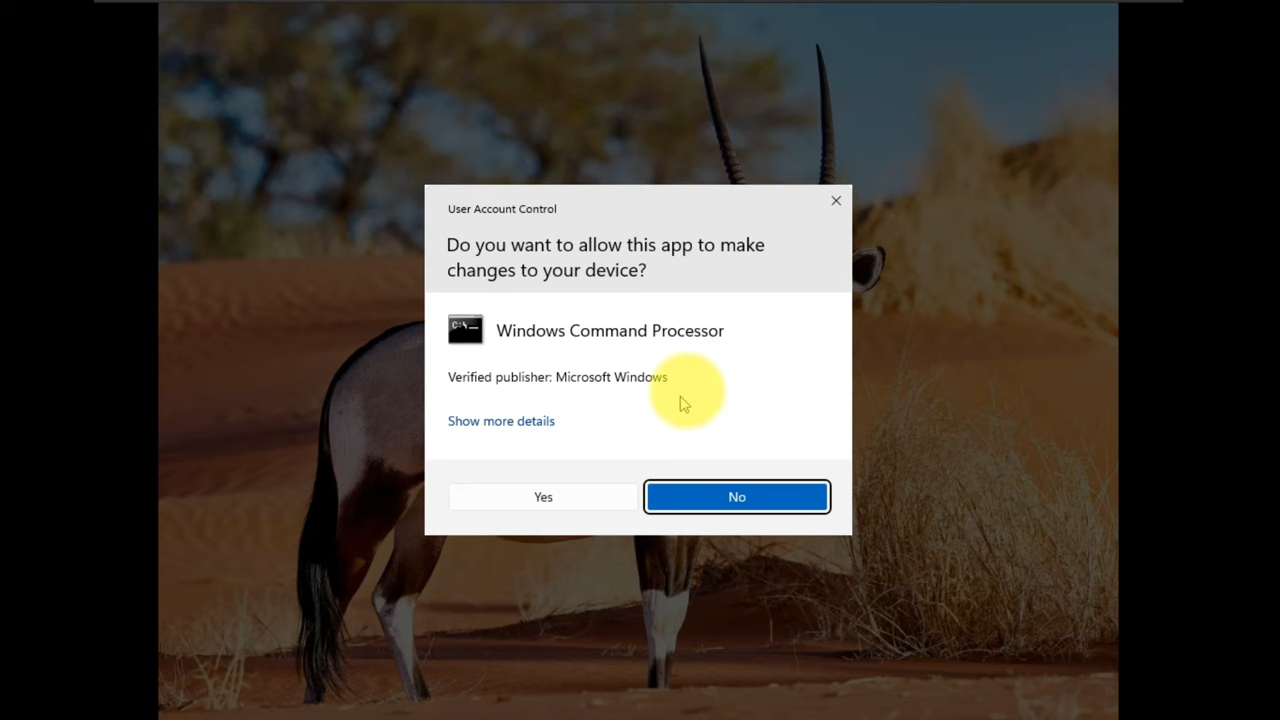 User Account Control
Do you want to allow this app to make
changes to your device?
C:\_
Windows Command Processor
Verified publisher: Microsoft Windows
Show more details
Yes
No